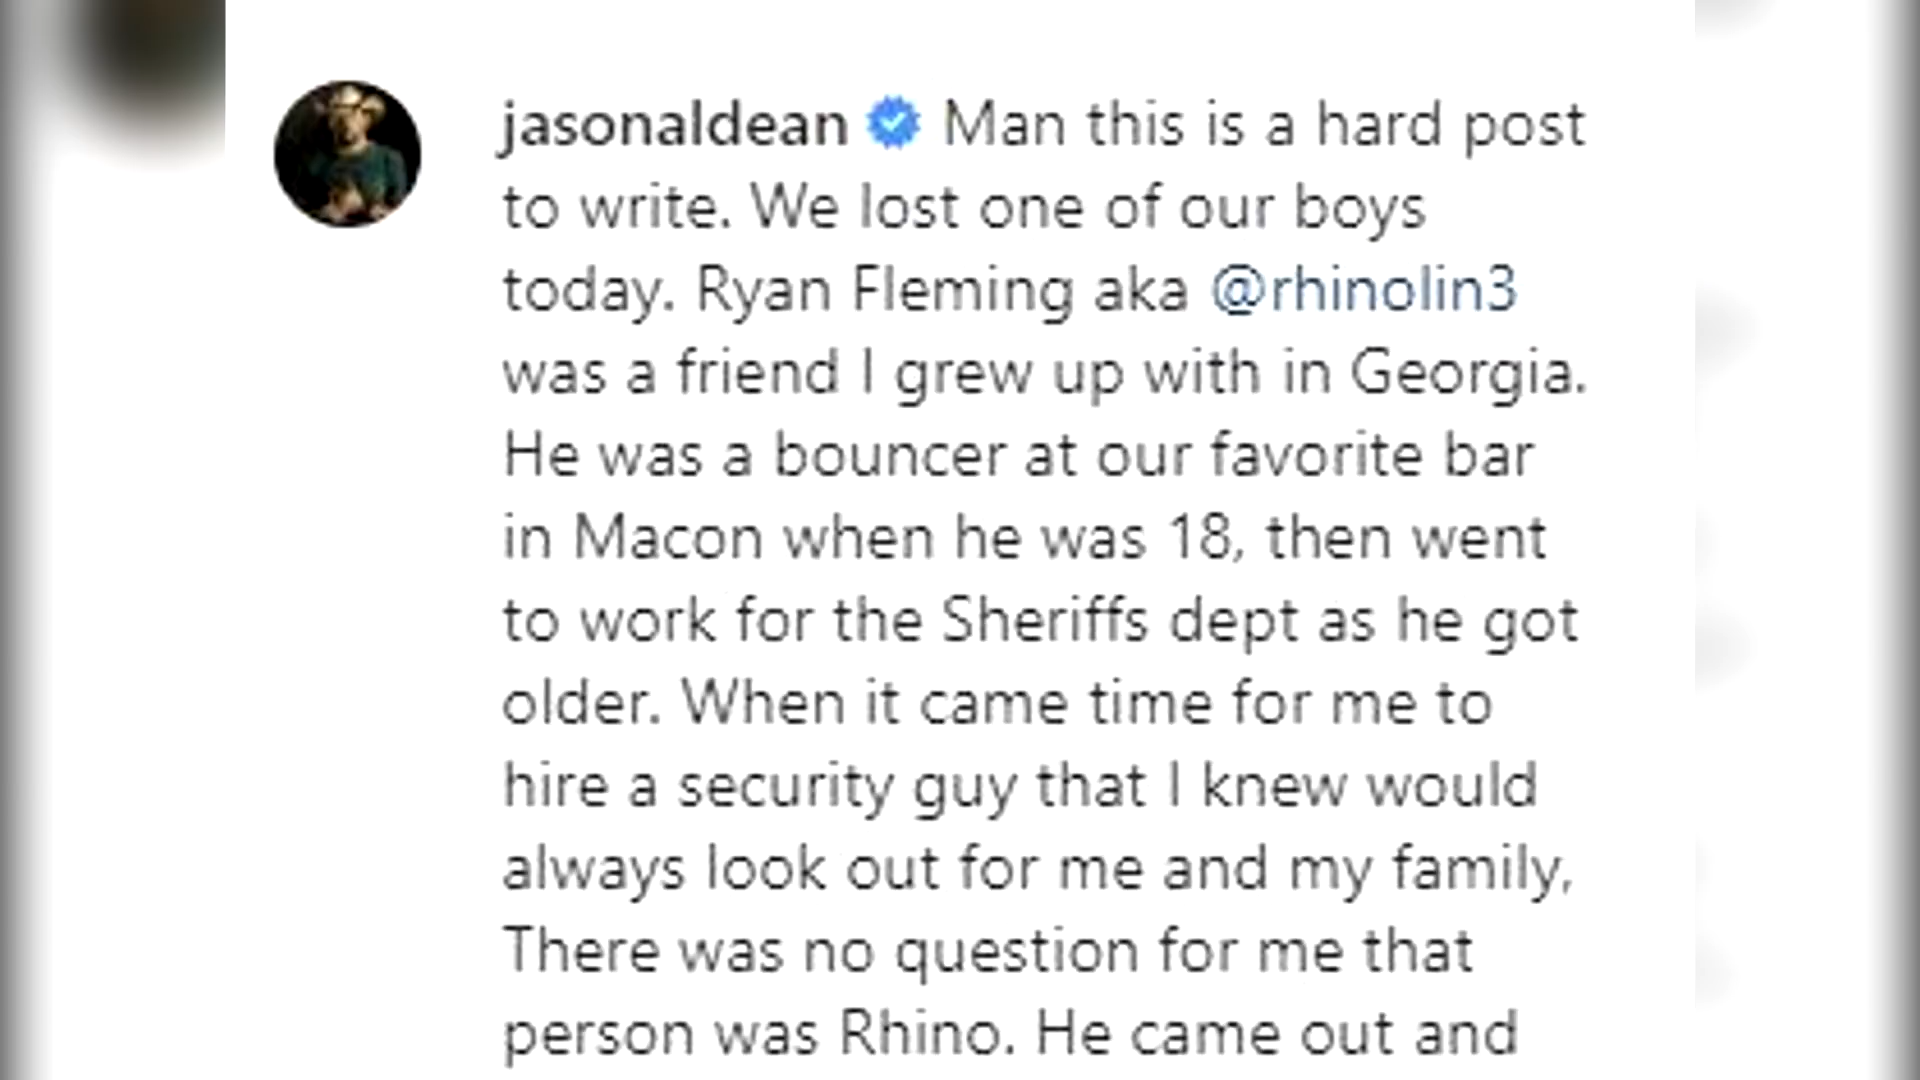 jasonaldean Man this is a hard post
to write. We lost one of our boys
today. Ryan Fleming aka @rhinolin3
was a friend I grew up with in Georgia.
He was a bouncer at our favorite bar
in Macon when he was 18, then went
to work for the Sheriffs dept as he got
older. When it came time for me to
hire a security guy that I knew would
always look out for me and my family,
There was no question for me that
person was Rhino. He came out and